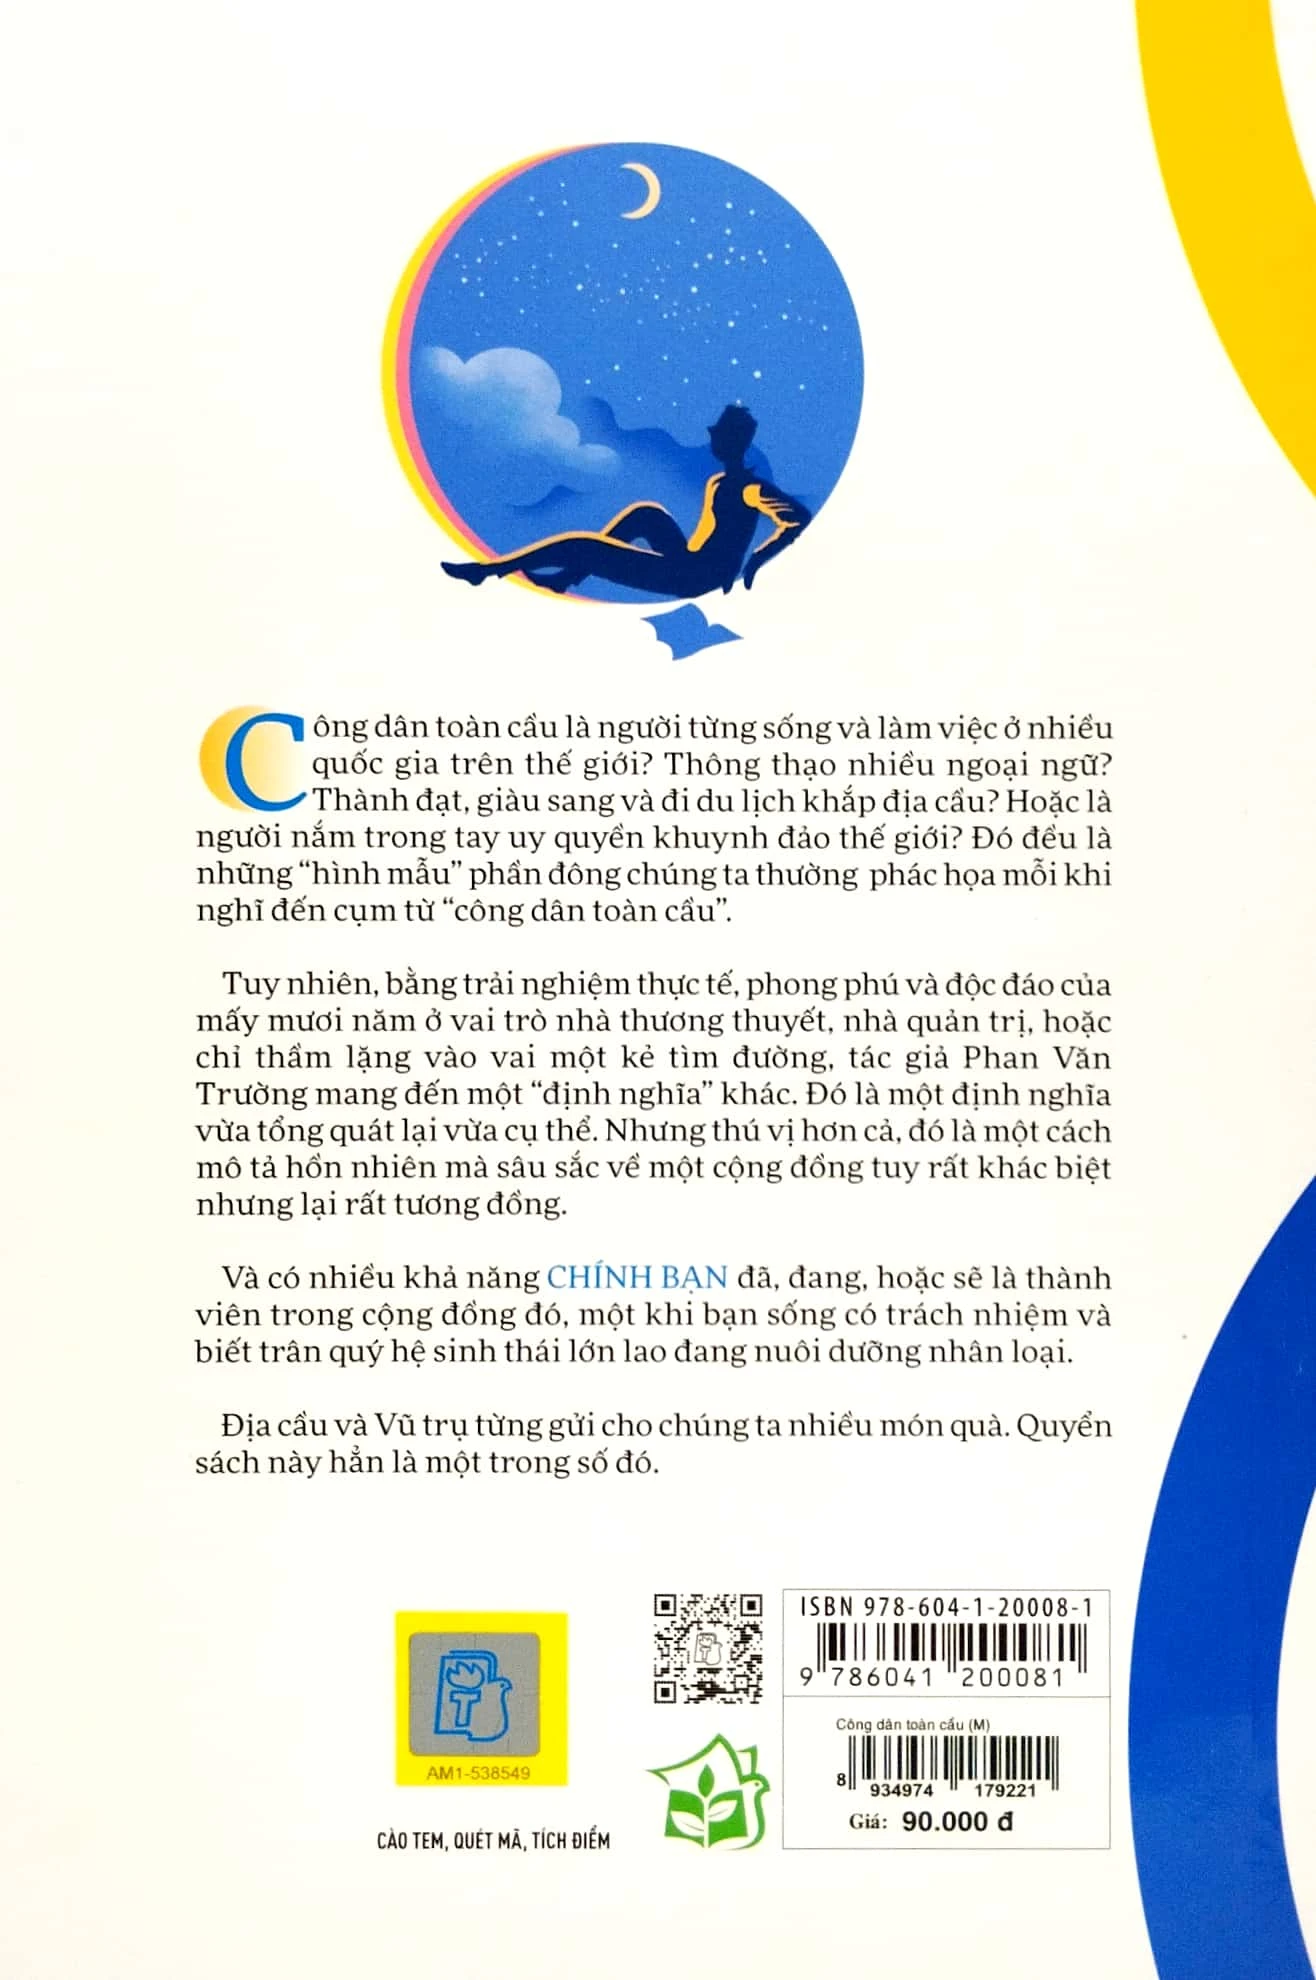 Công dân toàn cầu là người từng sống và làm việc ở nhiều
quốc gia trên thế giới? Thông thạo nhiều ngoại ngữ?
Thành đạt, giàu sang và đi du lịch khắp địa cầu? Hoặc là
người nắm trong tay uy quyền khuynh đảo thế giới? Đó đều là
những “hình mẫu” phần đông chúng ta thường phác họa mỗi khi
nghĩ đến cụm từ “công dân toàn cầu”.
Tuy nhiên, bằng trải nghiệm thực tế, phong phú và độc đáo của
mấy mươi năm ở vai trò nhà thương thuyết, nhà quản trị, hoặc
chỉ thầm lặng vào vai một kẻ tìm đường, tác giả Phan Văn
Trường mang đến một “định nghĩa” khác. Đó là một định nghĩa
vừa tổng quát lại vừa cụ thể. Nhưng thú vị hơn cả, đó là một cách
mô tả hồn nhiên mà sâu sắc về một cộng đồng tuy rất khác biệt
nhưng lại rất tương đồng.
Và có nhiều khả năng CHÍNH BẠN đã, đang, hoặc sẽ là thành
viên trong cộng đồng đó, một khi bạn sống có trách nhiệm và
biết trân quý hệ sinh thái lớn lao đang nuôi dưỡng nhân loại.
Địa cầu và Vũ trụ từng gửi cho chúng ta nhiều món quà. Quyển
sách này hẳn là một trong số đó.
T
AM1-538549
CÀO TEM, QUÉT MÃ, TÍCH ĐIỂM
ISBN 978-604-1-20008-1
9 786041 200081
Công dân toàn cầu (M)
8 934974 179221
Giá: 90.000 đ